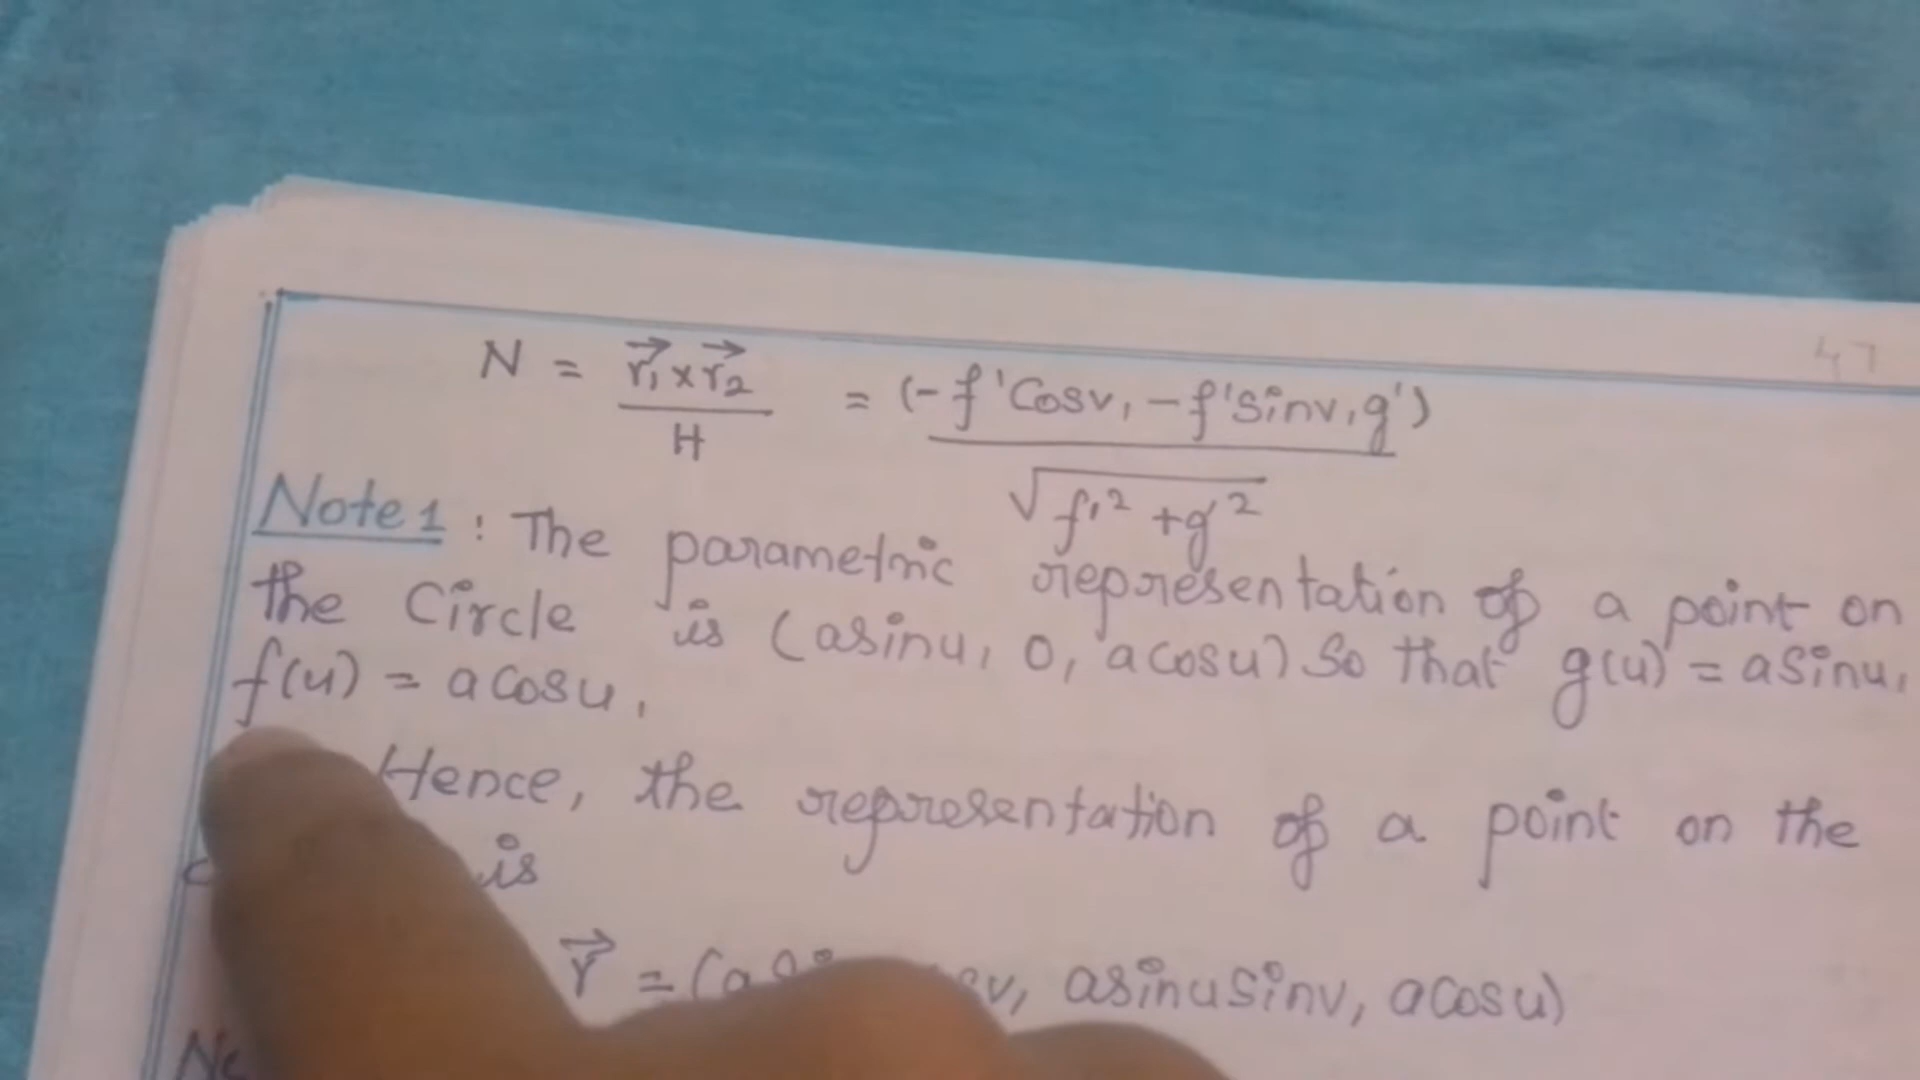 47
N = r⃗₁ × r⃗₂ / H = (-f'cosv, -f'sinv, g') / √f'² + g'²
Note 1 : The parametric representation of a point on
the Circle is (asinu, 0, acosu) So that g(u) = asinu,
f(u) = acosu,
Hence, the representation of a point on the
is
r⃗ = (a v, asinusinv, acosu)